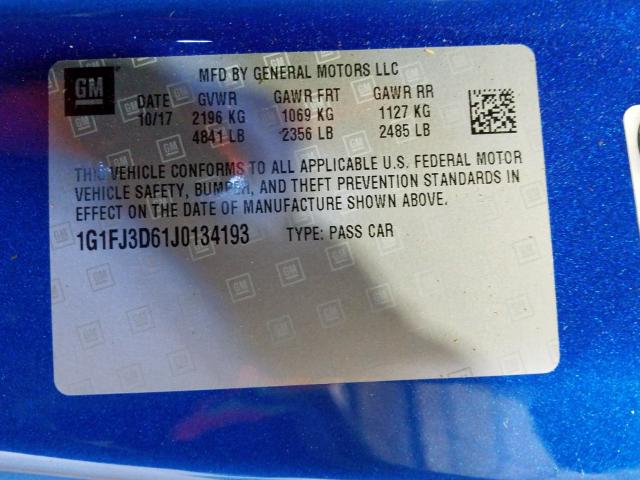 GM
MFD BY GENERAL MOTORS LLC
DATE GVWR GAWR FRT GAWR RR
10/17 2196 KG 1069 KG 1127 KG
4841 LB 2356 LB 2485 LB
THIS VEHICLE CONFORMS TO ALL APPLICABLE U.S. FEDERAL MOTOR
VEHICLE SAFETY, BUMPER, AND THEFT PREVENTION STANDARDS IN
EFFECT ON THE DATE OF MANUFACTURE SHOWN ABOVE.
1G1FJ3D61J0134193 TYPE: PASS CAR